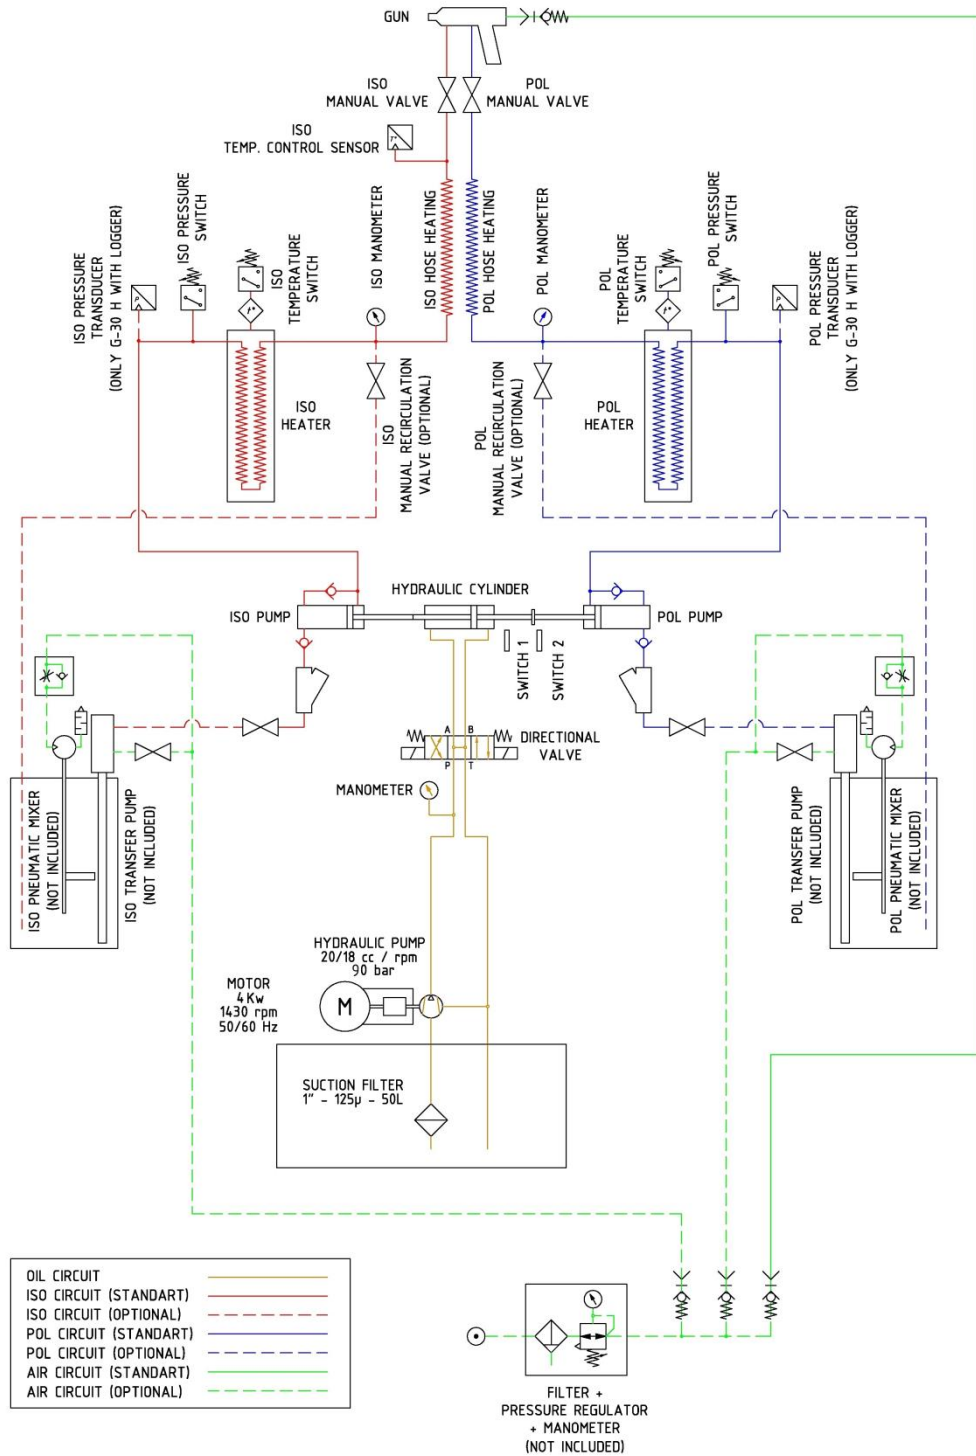 GUN
ISO
MANUAL VALVE
POL
MANUAL VALVE
ISO
TEMP. CONTROL SENSOR
T°
ISO PRESSURE
TRANSDUCER
(ONLY G-30 H WITH LOGGER)
P
ISO PRESSURE
SWITCH
ISO
TEMPERATURE
SWITCH
t°
ISO MANOMETER
ISO HOSE HEATING
POL HOSE HEATING
POL MANOMETER
POL
TEMPERATURE
SWITCH
t°
POL PRESSURE
SWITCH
POL PRESSURE
TRANSDUCER
(ONLY G-30 H WITH LOGGER)
P
ISO
HEATER
ISO
MANUAL RECIRCULATION
VALVE (OPTIONAL)
POL
MANUAL RECIRCULATION
VALVE (OPTIONAL)
POL
HEATER
HYDRAULIC CYLINDER
ISO PUMP
POL PUMP
SWITCH 1
SWITCH 2
A B
P T
DIRECTIONAL
VALVE
MANOMETER
ISO PNEUMATIC MIXER
(NOT INCLUDED)
ISO TRANSFER PUMP
(NOT INCLUDED)
POL TRANSFER PUMP
(NOT INCLUDED)
POL PNEUMATIC MIXER
(NOT INCLUDED)
HYDRAULIC PUMP
20/18 cc / rpm
90 bar
MOTOR
4Kw
1430 rpm
50/60 Hz
M
SUCTION FILTER
1" - 125µ - 50L
OIL CIRCUIT
ISO CIRCUIT (STANDART)
ISO CIRCUIT (OPTIONAL)
POL CIRCUIT (STANDART)
POL CIRCUIT (OPTIONAL)
AIR CIRCUIT (STANDART)
AIR CIRCUIT (OPTIONAL)
FILTER +
PRESSURE REGULATOR
+ MANOMETER
(NOT INCLUDED)